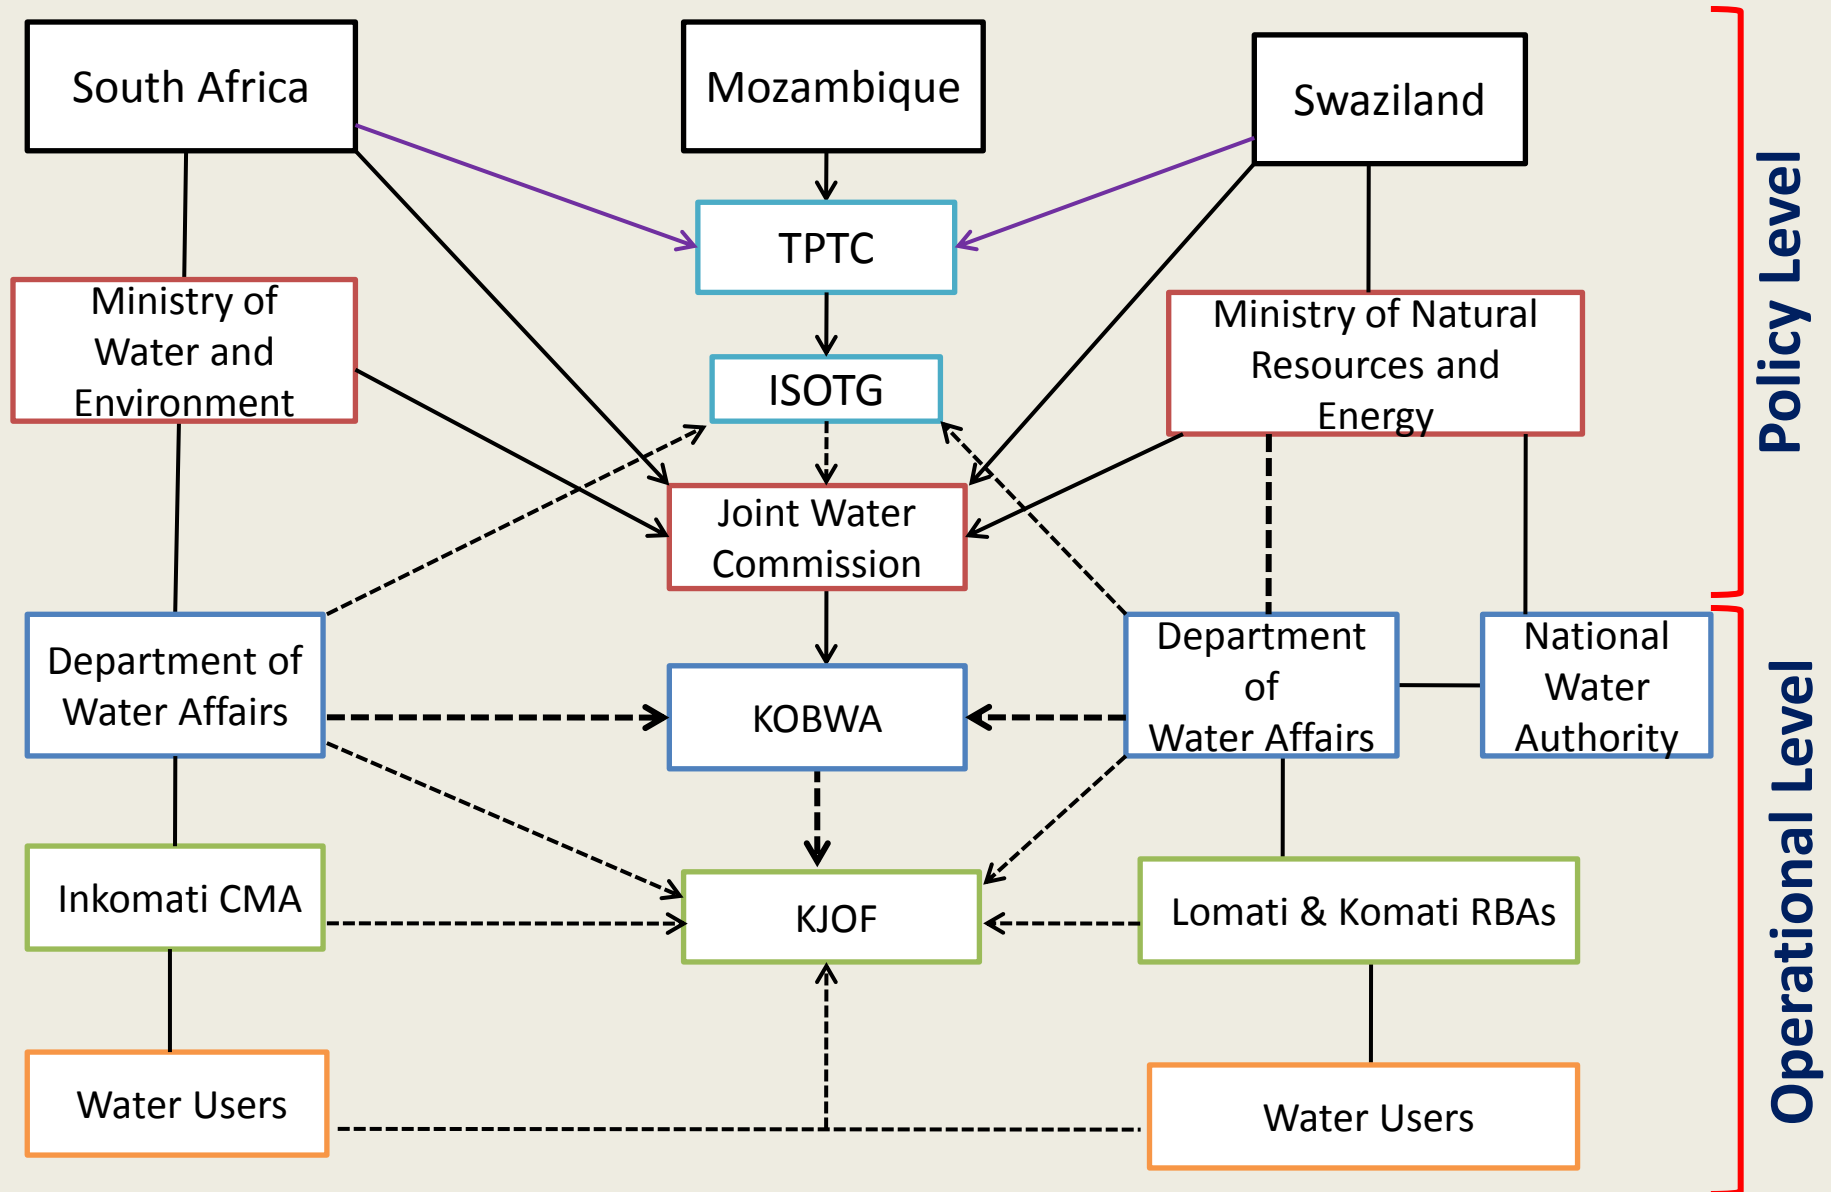 South Africa
Mozambique
Swaziland
TPTC
Ministry of
Water and
Environment
Ministry of Natural
Resources and
Energy
ISOTG
Joint Water
Commission
Policy Level
Department of
Water Affairs
KOBWA
Department
of
Water Affairs
National
Water
Authority
Inkomati CMA
KJOF
Lomati & Komati RBAs
Water Users
Water Users
Operational Level